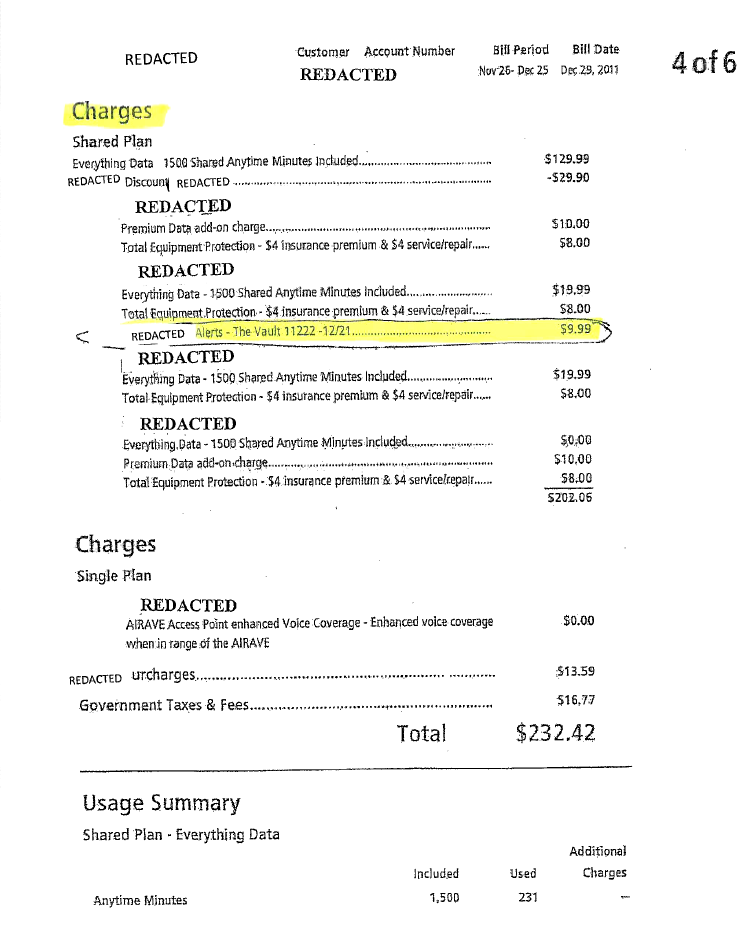 REDACTED
Customer Account Number Bill Period Bill Date
REDACTED Nov 26- Dec 25 Dec 29, 2011
4 of 6
Charges
Shared Plan
Everything Data 1500 Shared Anytime Minutes Included.......... $129.99
REDACTED Discount REDACTED .......... -$29.90
REDACTED
Premium Data add-on charge.......... $10.00
Total Equipment Protection - $4 insurance premium & $4 service/repair...... $8.00
REDACTED
Everything Data - 1500 Shared Anytime Minutes Included.......... $19.99
Total Equipment Protection - $4 insurance premium & $4 service/repair...... $8.00
REDACTED Alerts - The Vault 11222 -12/21.......... $9.99
REDACTED
Everything Data - 1500 Shared Anytime Minutes Included.......... $19.99
Total Equipment Protection - $4 insurance premium & $4 service/repair...... $8.00
REDACTED
Everything Data - 1500 Shared Anytime Minutes Included.......... $0.00
Premium Data add-on charge.......... $10.00
Total Equipment Protection - $4 insurance premium & $4 service/repair...... $8.00
$202.06
Charges
Single Plan
REDACTED
AIRAVE Access Point enhanced Voice Coverage - Enhanced voice coverage $0.00
when in range of the AIRAVE
REDACTED urcharges.......... $13.59
Government Taxes & Fees.......... $16.77
Total $232.42
Usage Summary
Shared Plan - Everything Data
Additional
Included Used Charges
Anytime Minutes 1,500 231 —